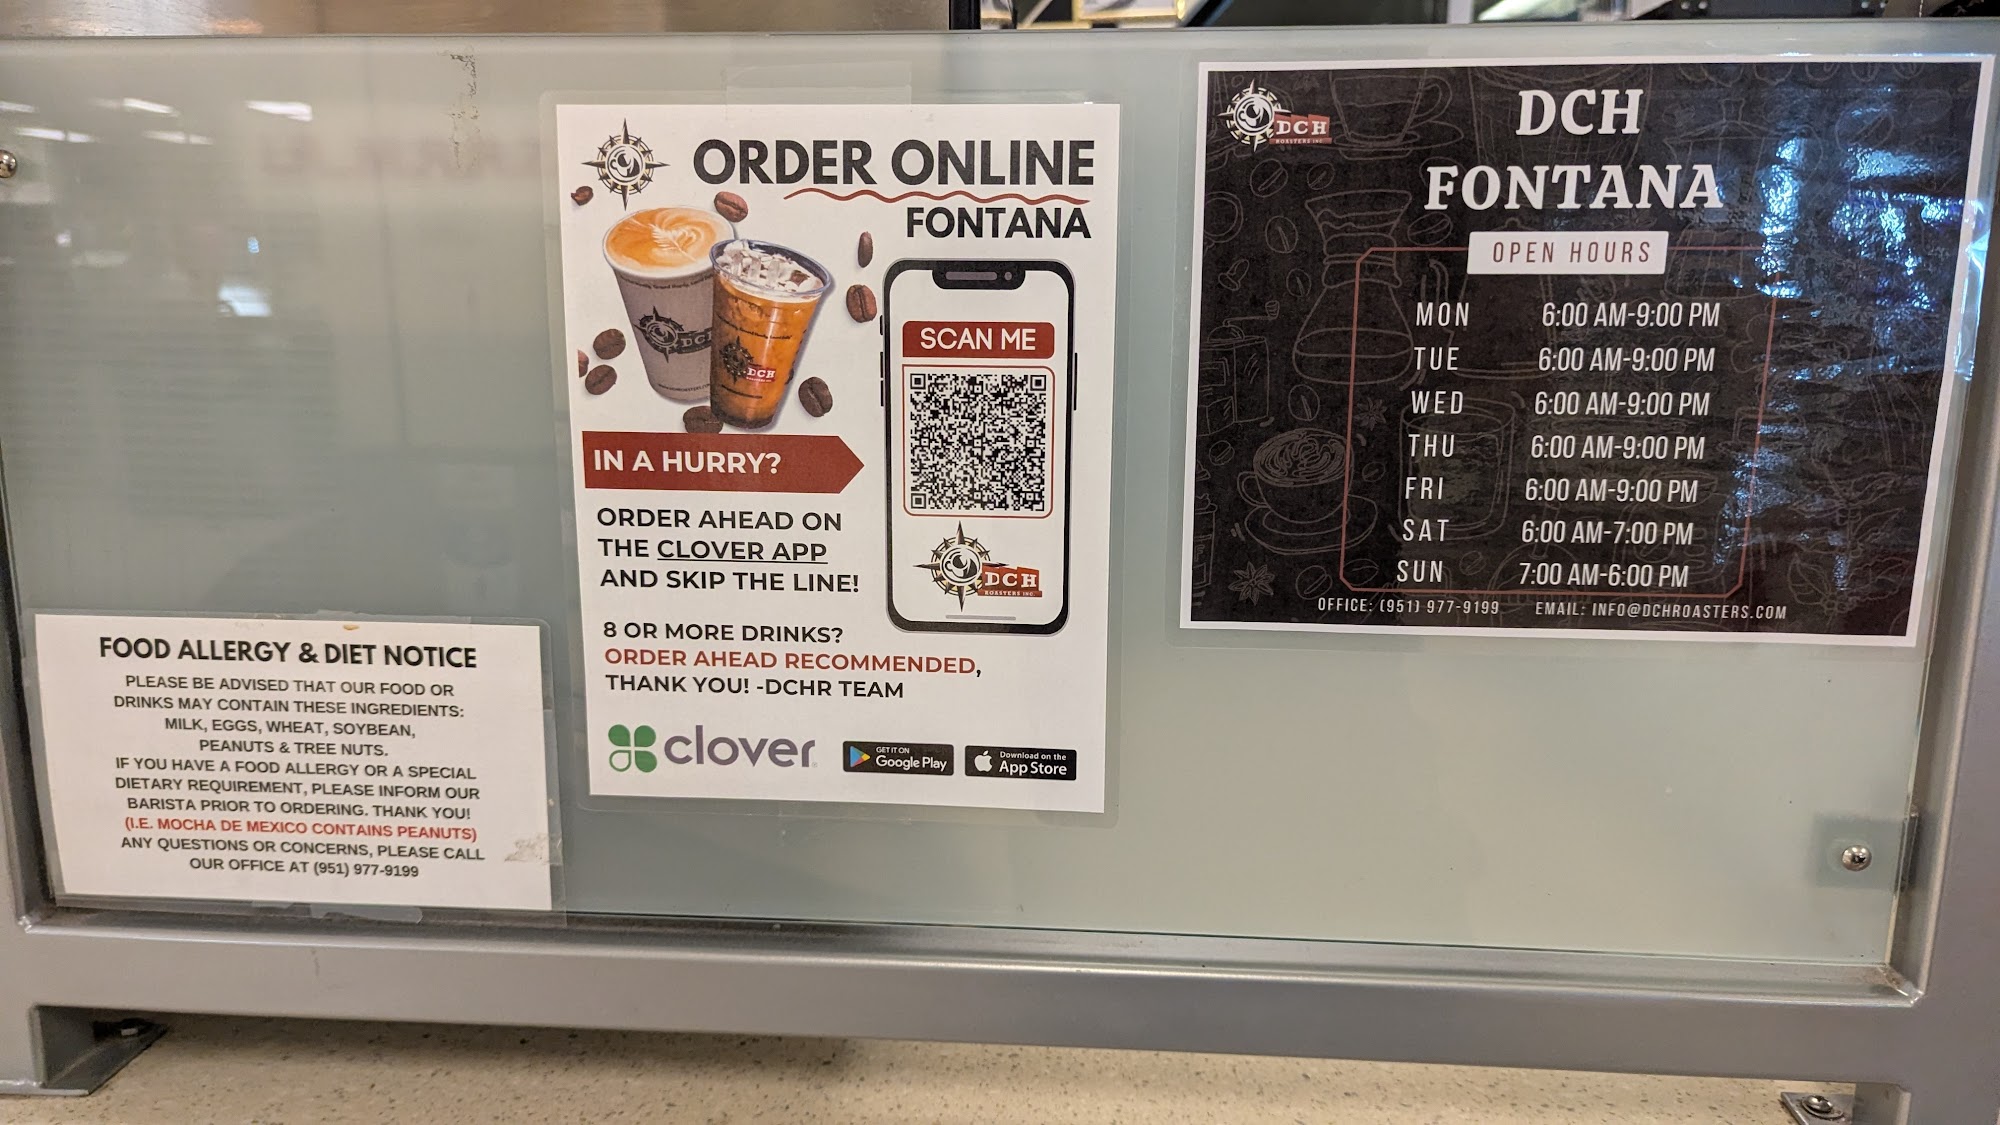 FOOD ALLERGY & DIET NOTICE
PLEASE BE ADVISED THAT OUR FOOD OR
DRINKS MAY CONTAIN THESE INGREDIENTS:
MILK, EGGS, WHEAT, SOYBEAN,
PEANUTS & TREE NUTS.
IF YOU HAVE A FOOD ALLERGY OR A SPECIAL
DIETARY REQUIREMENT, PLEASE INFORM OUR
BARISTA PRIOR TO ORDERING. THANK YOU!
(I.E. MOCHA DE MEXICO CONTAINS PEANUTS)
ANY QUESTIONS OR CONCERNS, PLEASE CALL
OUR OFFICE AT (951) 977-9199
ORDER ONLINE
FONTANA
DCH
DCH
SCAN ME
IN A HURRY?
ORDER AHEAD ON
THE CLOVER APP
AND SKIP THE LINE!
DCH
ROASTERS INC
8 OR MORE DRINKS?
ORDER AHEAD RECOMMENDED,
THANK YOU! -DCHR TEAM
clover
GET IT ON
Google Play
Download on the
App Store
DCH
ROASTERS INC
DCH
FONTANA
OPEN HOURS
MON 6:00 AM-9:00 PM
TUE 6:00 AM-9:00 PM
WED 6:00 AM-9:00 PM
THU 6:00 AM-9:00 PM
FRI 6:00 AM-9:00 PM
SAT 6:00 AM-7:00 PM
SUN 7:00 AM-6:00 PM
OFFICE: (951) 977-9199 EMAIL: INFO@DCHROASTERS.COM